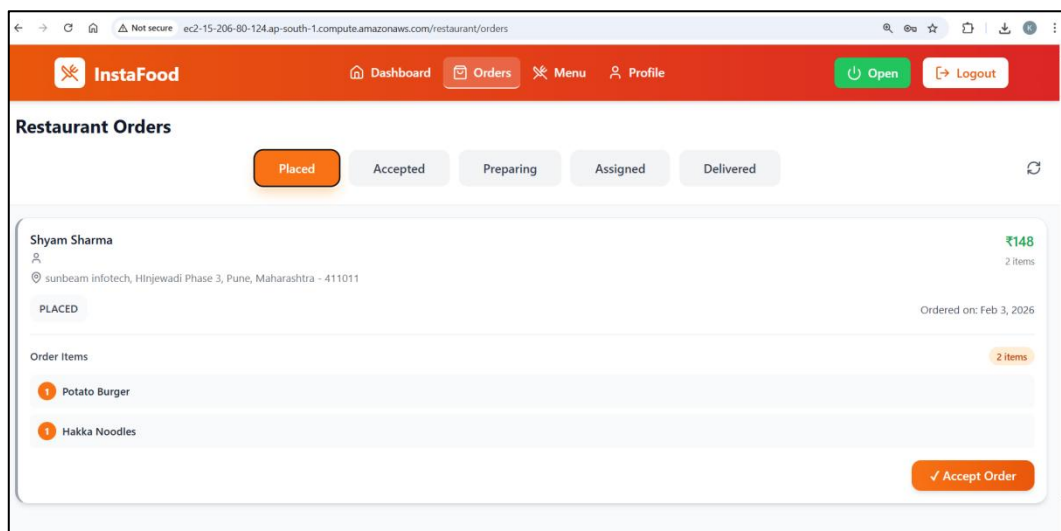 Not secure ec2-15-206-80-124.ap-south-1.compute.amazonaws.com/restaurant/orders K
InstaFood Dashboard Orders Menu Profile Open Logout
Restaurant Orders
Placed Accepted Preparing Assigned Delivered
Shyam Sharma ₹148
2 items
sunbeam infotech, HInjewadi Phase 3, Pune, Maharashtra - 411011
PLACED Ordered on: Feb 3, 2026
Order Items 2 items
1 Potato Burger
1 Hakka Noodles
✓ Accept Order